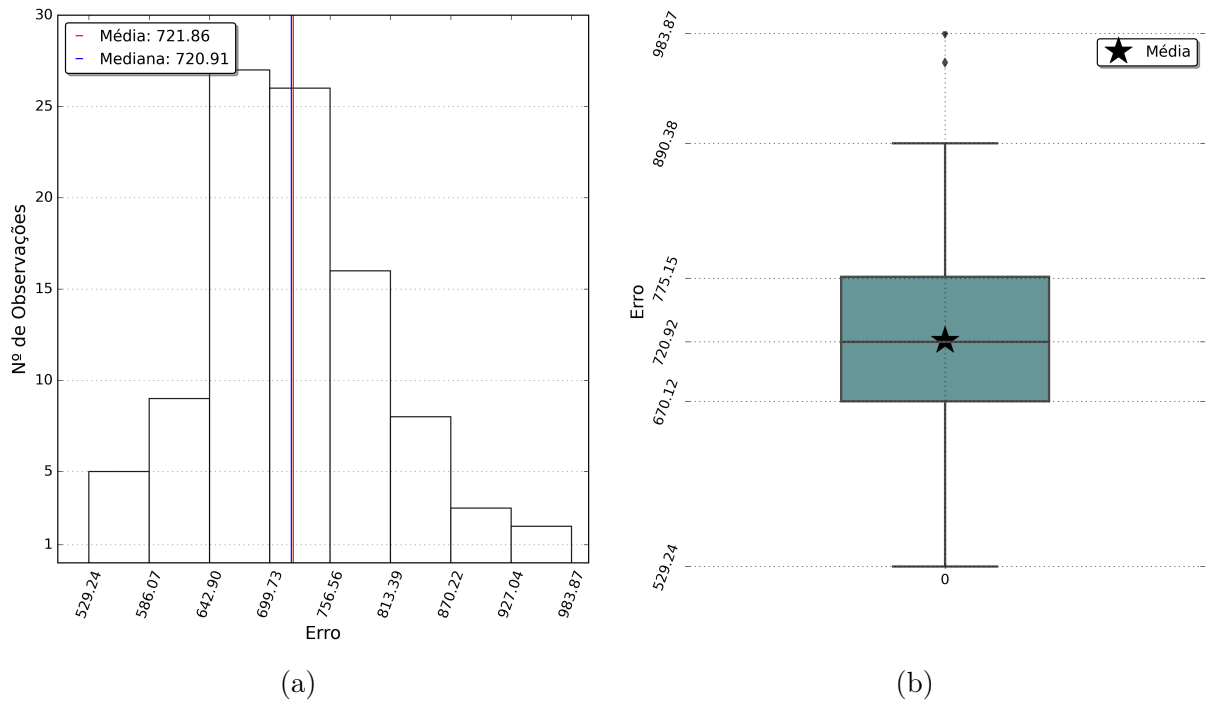 Média: 721.86
Mediana: 720.91
Nº de Observações
30
25
20
15
10
5
1
529.24
586.07
642.90
699.73
756.56
813.39
870.22
927.04
983.87
Erro
(a)
Média
Erro
983.87
890.38
775.15
720.92
670.12
529.24
0
(b)